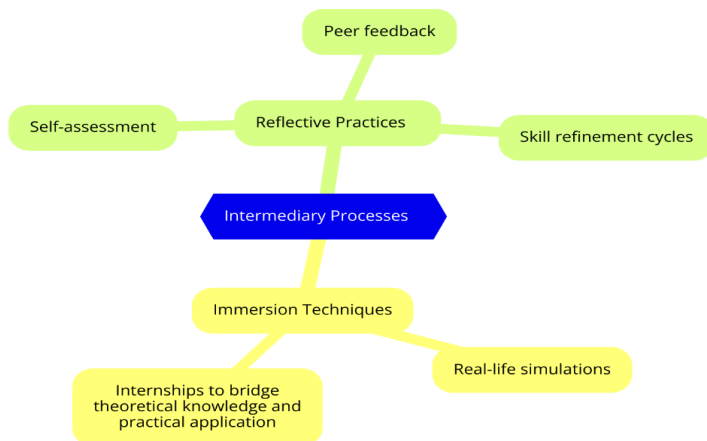 Peer feedback
Reflective Practices
Self-assessment
Skill refinement cycles
Intermediary Processes
Immersion Techniques
Real-life simulations
Internships to bridge
theoretical knowledge and
practical application